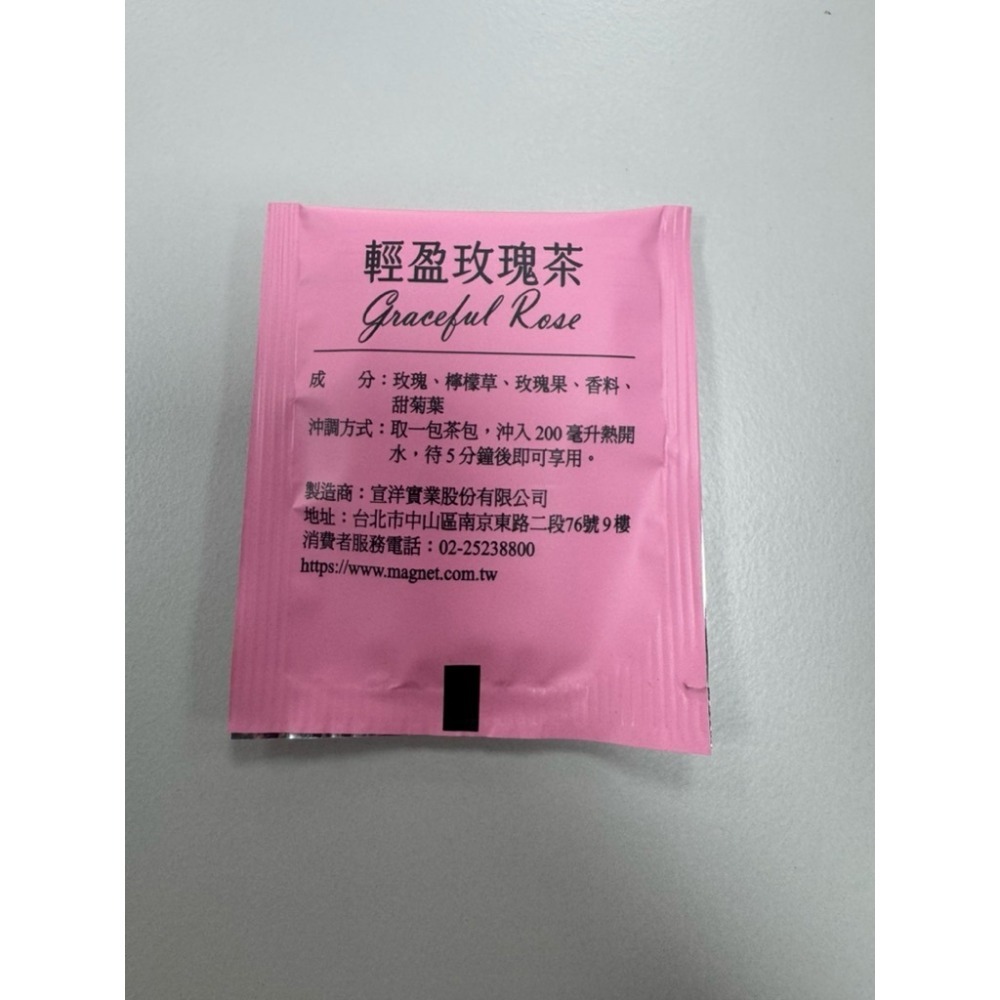 輕盈玫瑰茶
Graceful Rose
成　分：玫瑰、檸檬草、玫瑰果、香料、
甜菊葉
沖調方式：取一包茶包，沖入 200 毫升熱開
水，待 5 分鐘後即可享用。
製造商：宣洋實業股份有限公司
地址：台北市中山區南京東路二段76號9樓
消費者服務電話：02-25238800
https://www.magnet.com.tw